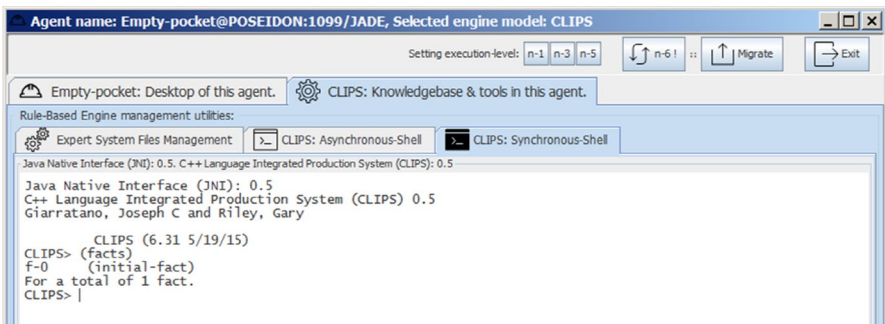 Agent name: Empty-pocket@POSEIDON:1099/JADE, Selected engine model: CLIPS
Setting execution-level: n-1 n-3 n-5 n-6 ! :: Migrate Exit
Empty-pocket: Desktop of this agent. CLIPS: Knowledgebase & tools in this agent.
Rule-Based Engine management utilities:
Expert System Files Management CLIPS: Asynchronous-Shell CLIPS: Synchronous-Shell
Java Native Interface (JNI): 0.5. C++ Language Integrated Production System (CLIPS): 0.5
Java Native Interface (JNI): 0.5
C++ Language Integrated Production System (CLIPS) 0.5
Giarratano, Joseph C and Riley, Gary
CLIPS (6.31 5/19/15)
CLIPS> (facts)
f-0 (initial-fact)
For a total of 1 fact.
CLIPS>